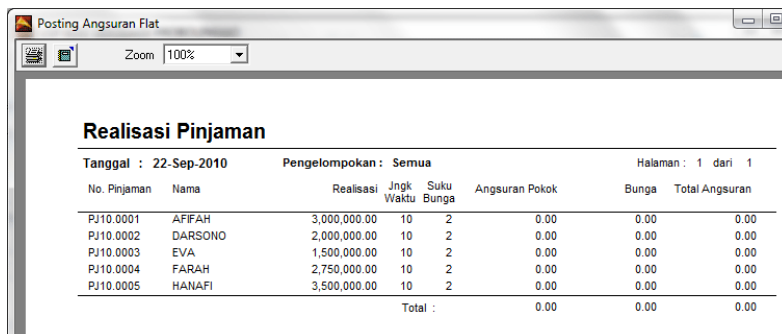 Posting Angsuran Flat
Zoom 100%
Realisasi Pinjaman
Tanggal : 22-Sep-2010 Pengelompokan : Semua Halaman : 1 dari 1
No. Pinjaman Nama Realisasi Jngk Waktu Suku Bunga Angsuran Pokok Bunga Total Angsuran
PJ10.0001 AFIFAH 3,000,000.00 10 2 0.00 0.00 0.00
PJ10.0002 DARSONO 2,000,000.00 10 2 0.00 0.00 0.00
PJ10.0003 EVA 1,500,000.00 10 2 0.00 0.00 0.00
PJ10.0004 FARAH 2,750,000.00 10 2 0.00 0.00 0.00
PJ10.0005 HANAFI 3,500,000.00 10 2 0.00 0.00 0.00
Total : 0.00 0.00 0.00